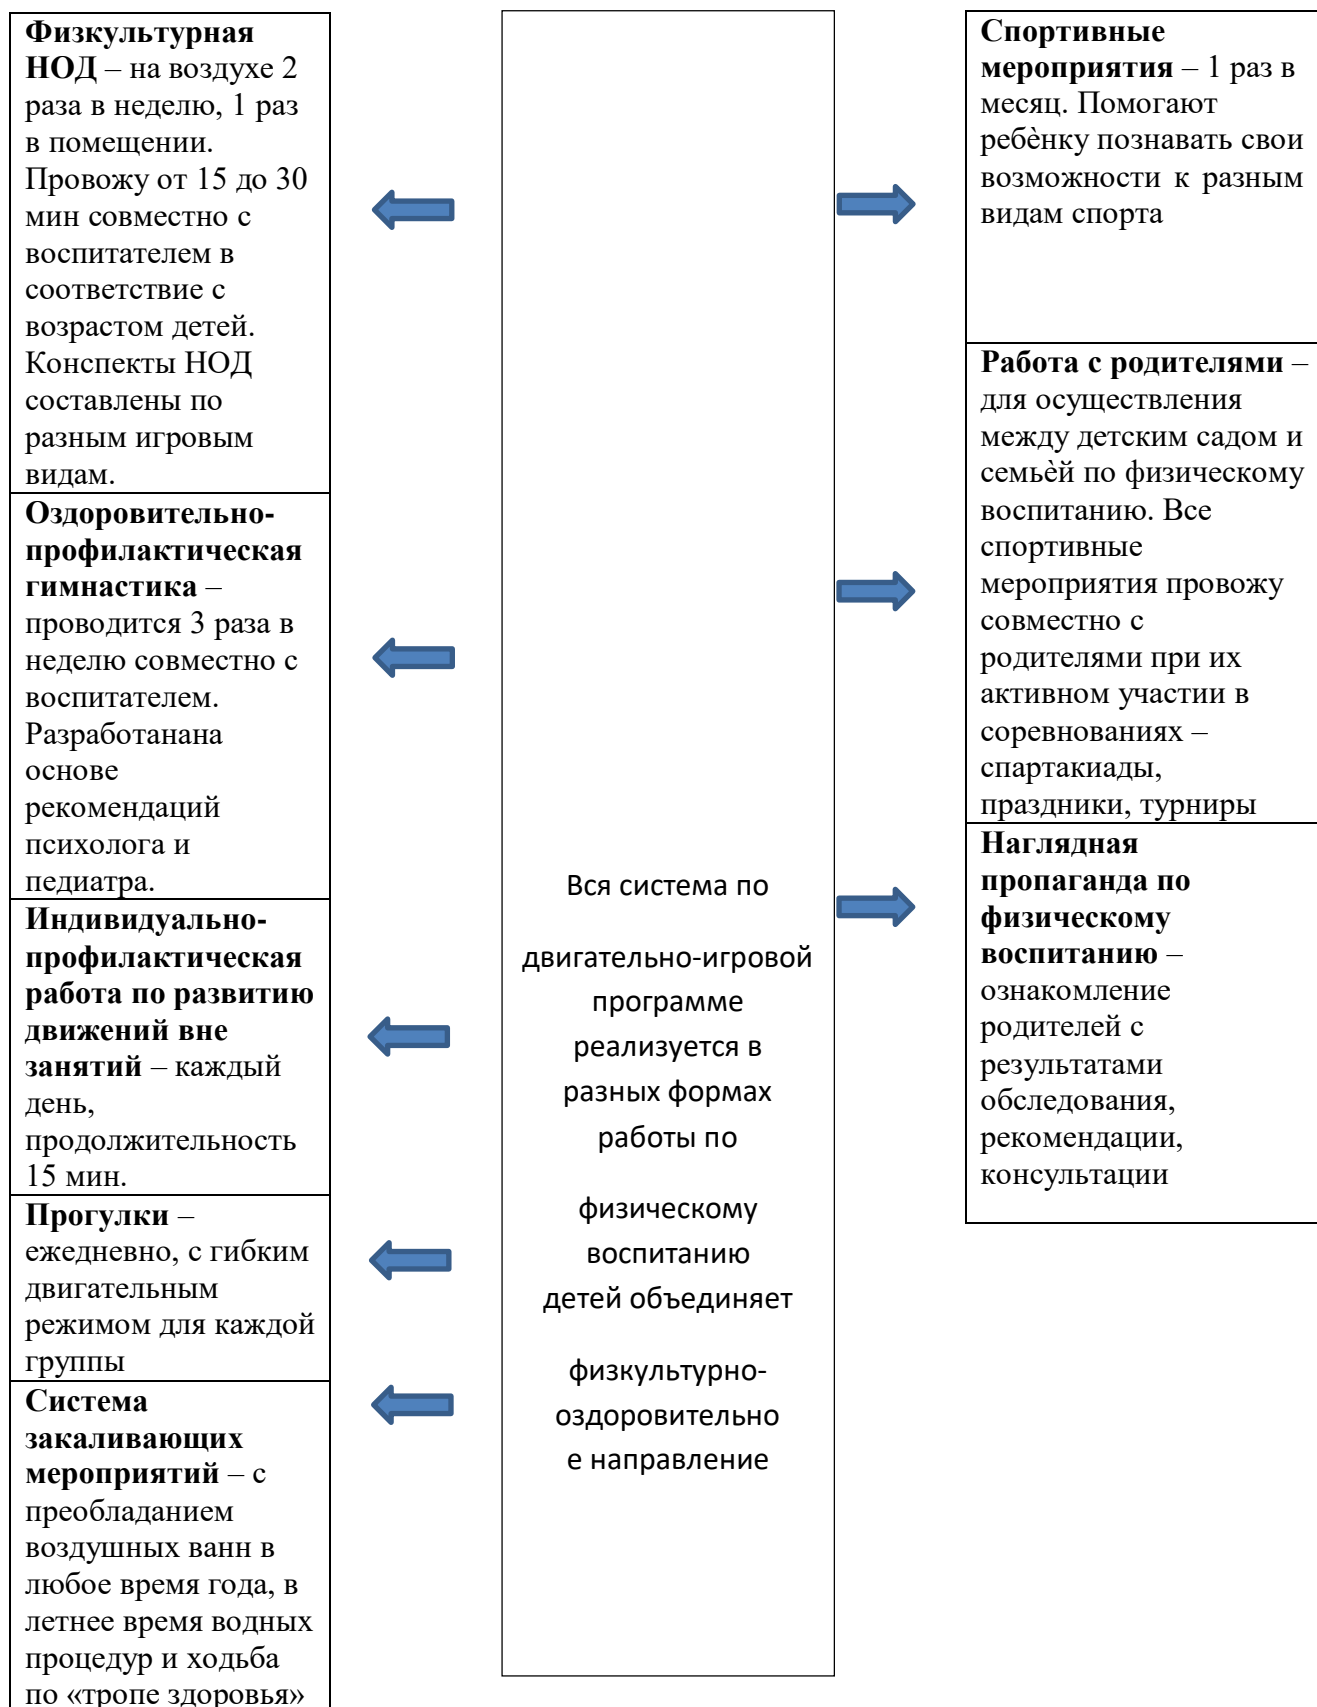 Физкультурная
НОД – на воздухе 2
раза в неделю, 1 раз
в помещении.
Провожу от 15 до 30
мин совместно с
воспитателем в
соответствие с
возрастом детей.
Конспекты НОД
составлены по
разным игровым
видам.
Оздоровительно-
профилактическая
гимнастика –
проводится 3 раза в
неделю совместно с
воспитателем.
Разработанана
основе
рекомендаций
психолога и
педиатра.
Индивидуально-
профилактическая
работа по развитию
движений вне
занятий – каждый
день,
продолжительность
15 мин.
Прогулки –
ежедневно, с гибким
двигательным
режимом для каждой
группы
Система
закаливающих
мероприятий – с
преобладанием
воздушных ванн в
любое время года, в
летнее время водных
процедур и ходьба
по «тропе здоровья»
Вся система по
двигательно-игровой
программе
реализуется в
разных формах
работы по
физическому
воспитанию
детей объединяет
физкультурно-
оздоровительно
е направление
Спортивные
мероприятия – 1 раз в
месяц. Помогают
ребѐнку познавать свои
возможности к разным
видам спорта
Работа с родителями –
для осуществления
между детским садом и
семьѐй по физическому
воспитанию. Все
спортивные
мероприятия провожу
совместно с
родителями при их
активном участии в
соревнованиях –
спартакиады,
праздники, турниры
Наглядная
пропаганда по
физическому
воспитанию –
ознакомление
родителей с
результатами
обследования,
рекомендации,
консультации